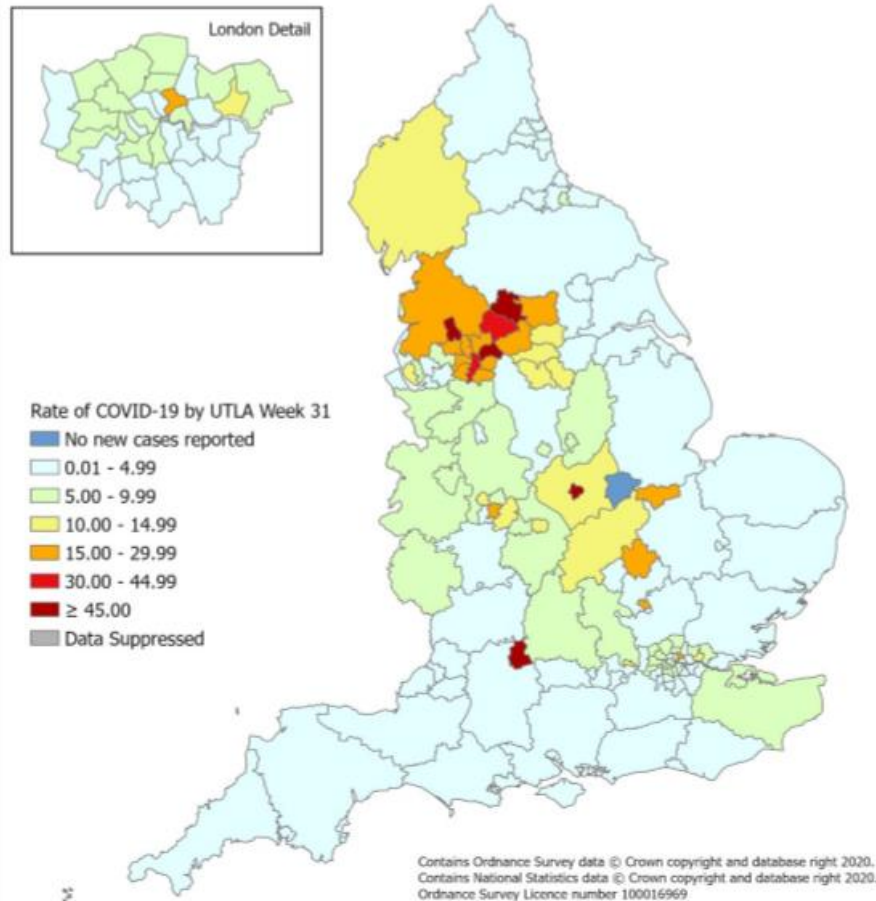 London Detail
Rate of COVID-19 by UTLA Week 31
No new cases reported
0.01 - 4.99
5.00 - 9.99
10.00 - 14.99
15.00 - 29.99
30.00 - 44.99
≥ 45.00
Data Suppressed
Contains Ordnance Survey data © Crown copyright and database right 2020.
Contains National Statistics data © Crown copyright and database right 2020.
Ordnance Survey Licence number 100016969